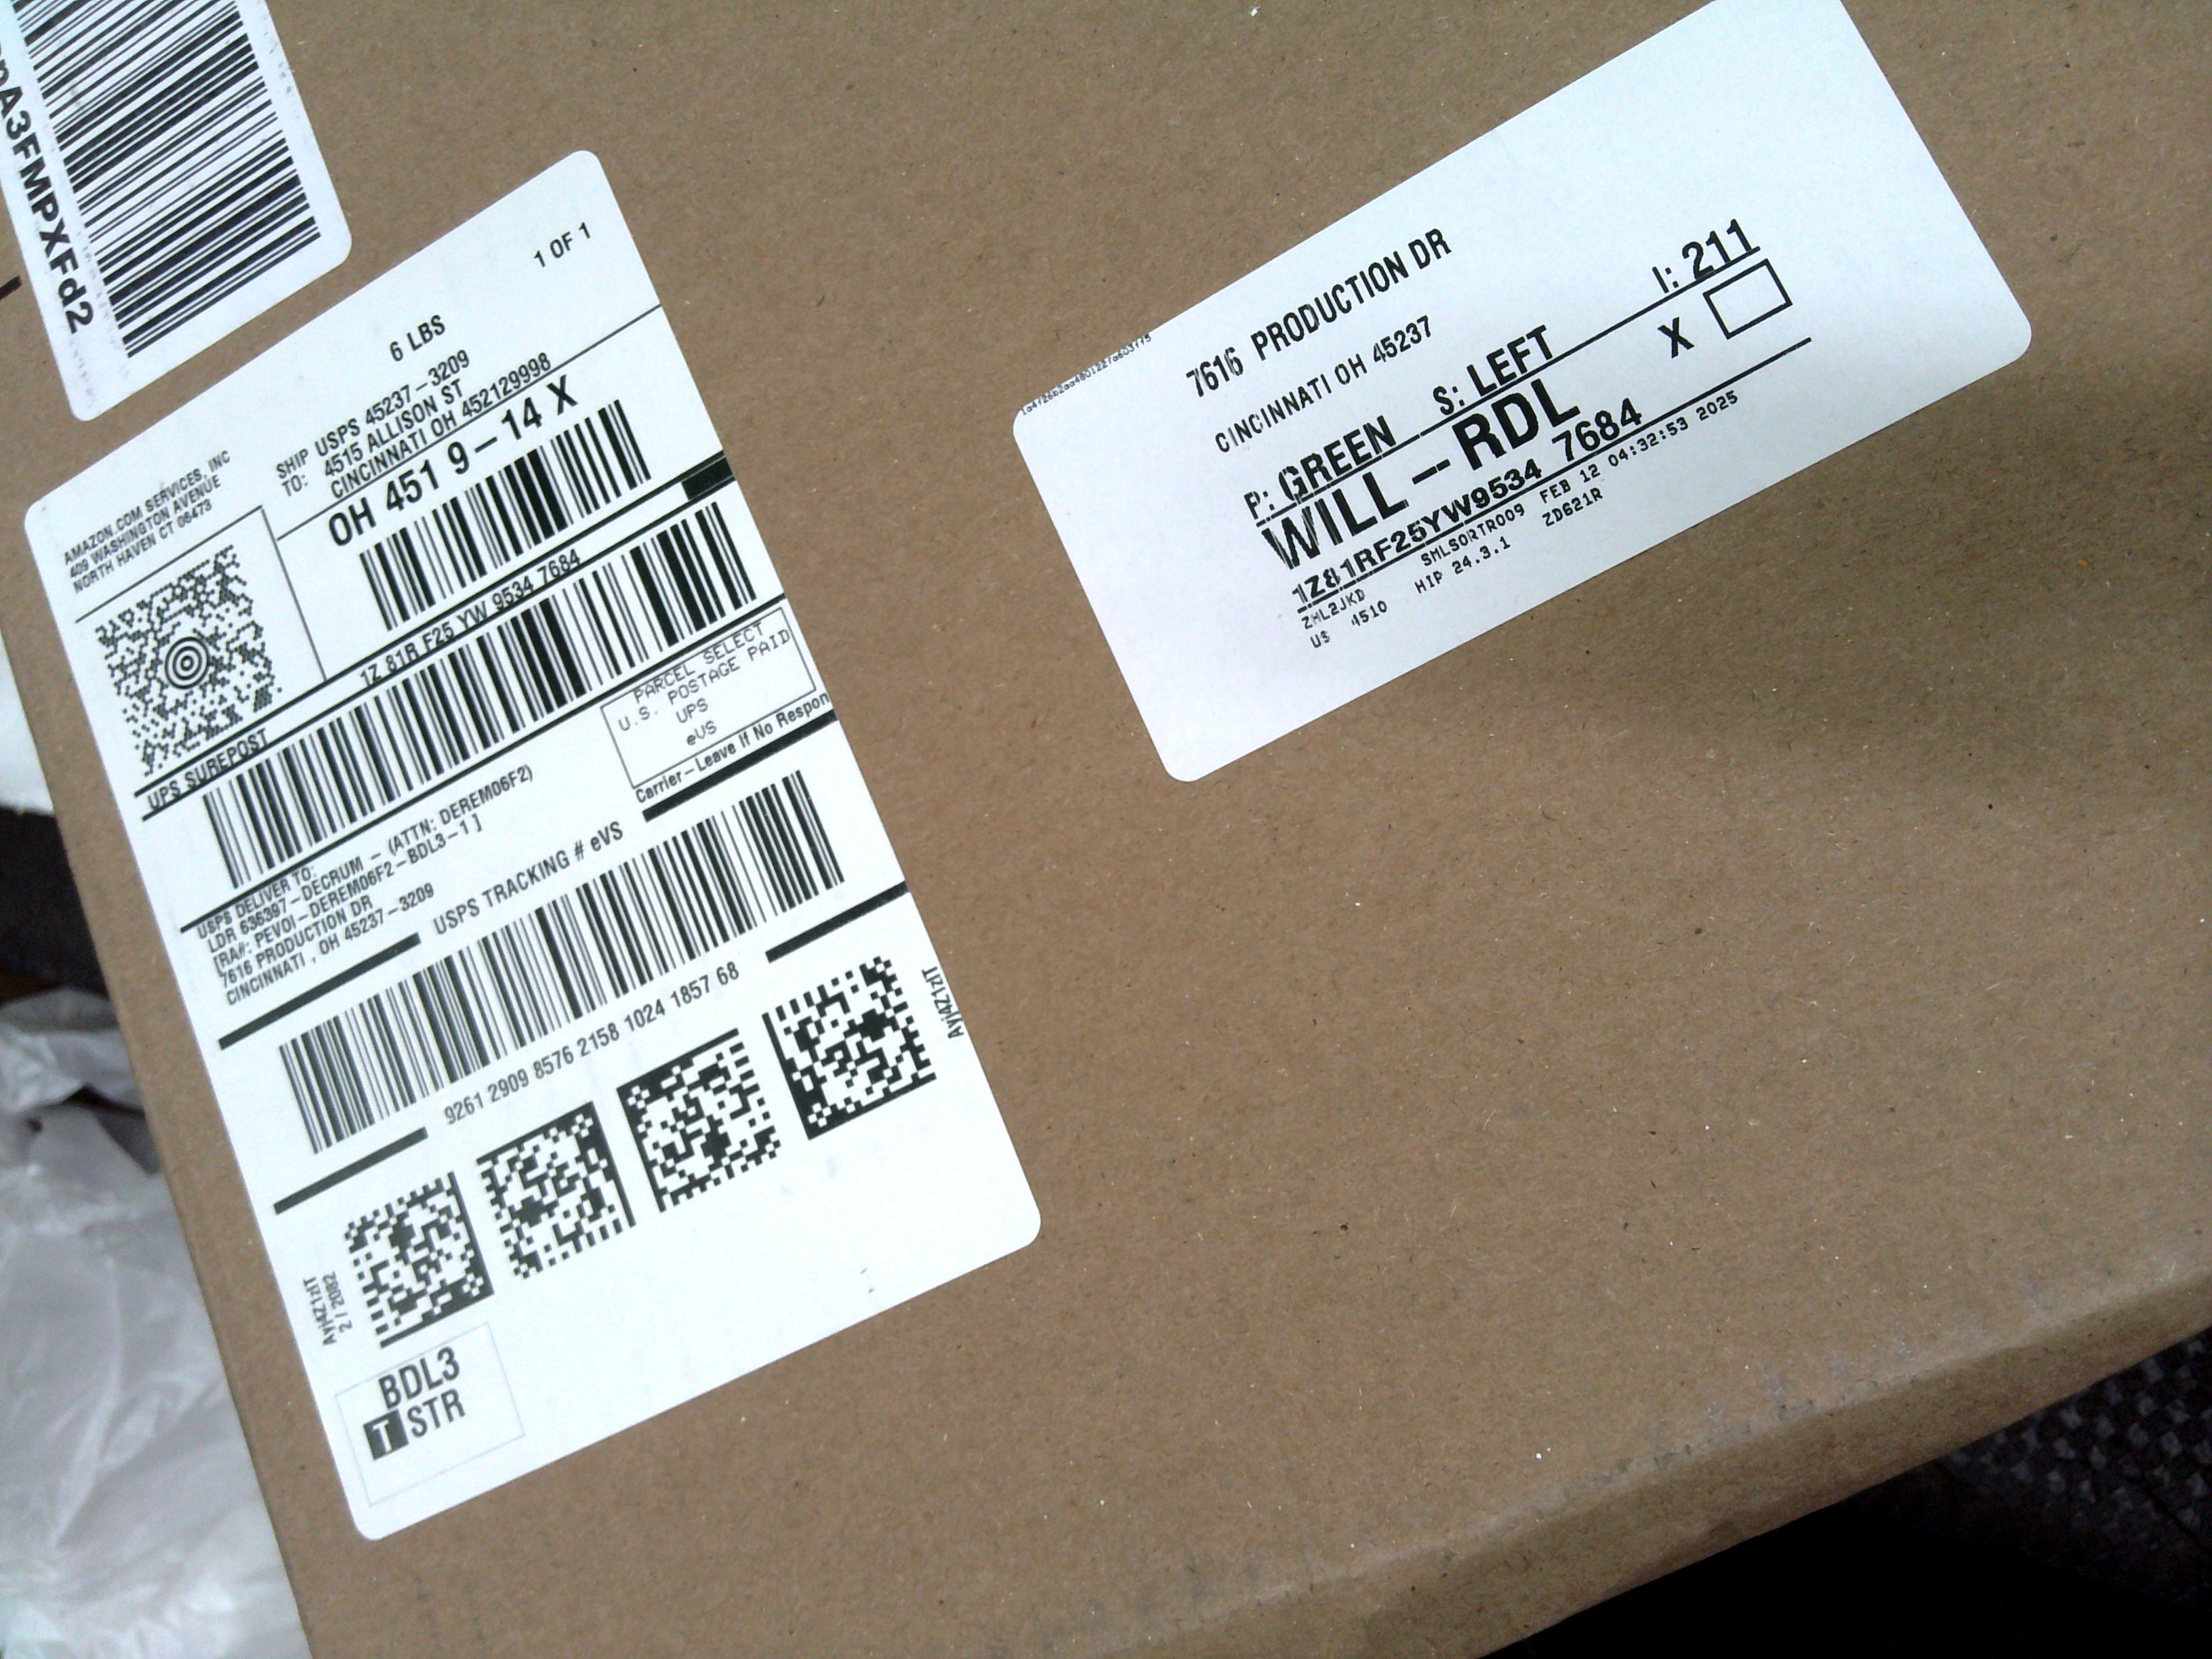 pA3FMPXFd2
1 OF 1
6 LBS
AMAZON.COM SERVICES, INC
409 WASHINGTON AVENUE
NORTH HAVEN CT 06473
SHIP USPS 45237-3209
TO: 4515 ALLISON ST
CINCINNATI OH 452129998
OH 451 9-14 X
1Z 81R F25 YW 9534 7684
UPS SUREPOST
PARCEL SELECT
U.S. POSTAGE PAID
UPS
eVS
Carrier-Leave If No Respon
USPS DELIVER TO:
LDR 636397-DECRUM - (ATTN: DEREM06F2)
[RA#: PEVOI-DEREM06F2-BDL3-1 ]
7616 PRODUCTION DR
CINCINNATI , OH 45237-3209
USPS TRACKING # eVS
9261 2909 8576 2158 1024 1857 68
2 / 2082
BDL3
T STR
7616 PRODUCTION DR
CINCINNATI OH 45237
P: GREEN S: LEFT I: 211
WILL-RDL X
1Z81RF25YW9534 7684
ZML2JKD SMLSORTR009 FEB 12 04:32:53 2025
US 4510 HIP 24.3.1 ZD621R